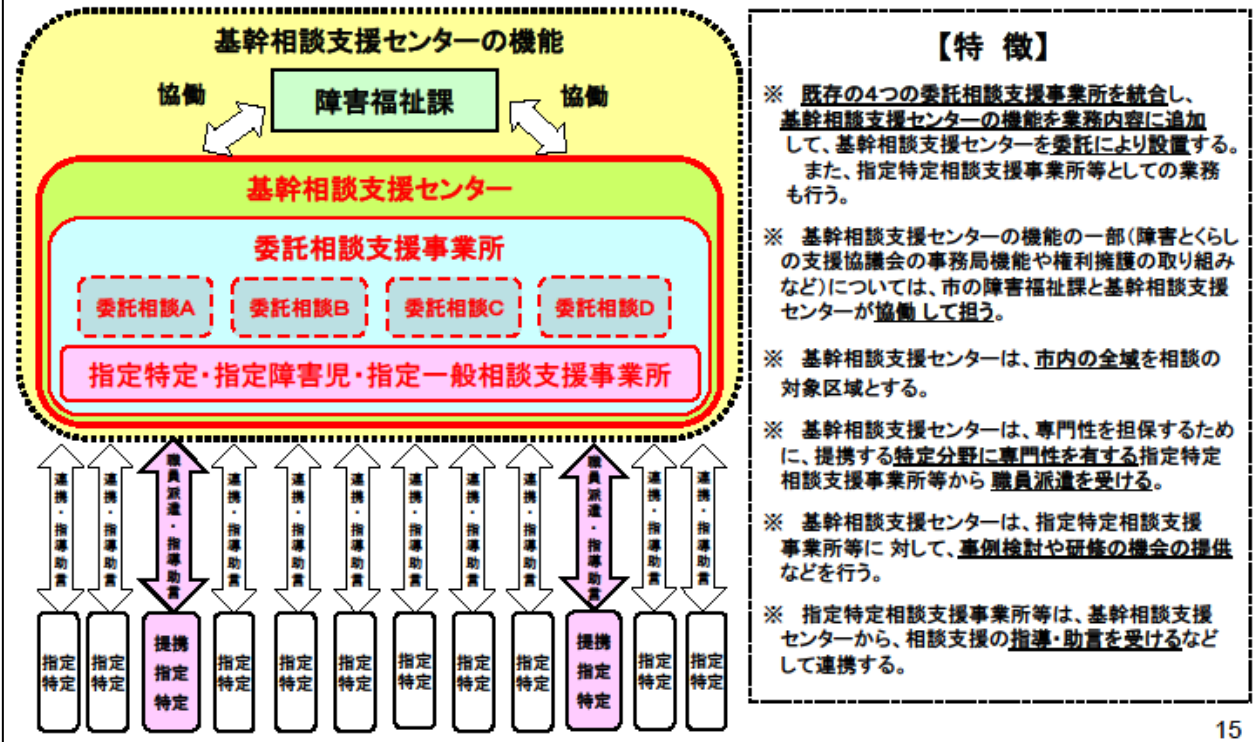 基幹相談支援センターの機能
協働
障害福祉課
協働
基幹相談支援センター
委託相談支援事業所
委託相談A
委託相談B
委託相談C
委託相談D
指定特定・指定障害児・指定一般相談支援事業所
連携・指導助言
連携・指導助言
職員派遣・指導助言
連携・指導助言
連携・指導助言
連携・指導助言
連携・指導助言
連携・指導助言
連携・指導助言
職員派遣・指導助言
連携・指導助言
連携・指導助言
指定
特定
指定
特定
提携
指定
特定
指定
特定
指定
特定
指定
特定
指定
特定
指定
特定
指定
特定
提携
指定
特定
指定
特定
指定
特定
【特 徴】
※ 既存の4つの委託相談支援事業所を統合し、
基幹相談支援センターの機能を業務内容に追加
して、基幹相談支援センターを委託により設置する。
また、指定特定相談支援事業所等としての業務
も行う。
※ 基幹相談支援センターの機能の一部(障害とくらし
の支援協議会の事務局機能や権利擁護の取り組み
など)については、市の障害福祉課と基幹相談支援
センターが協働 して担う。
※ 基幹相談支援センターは、市内の全域を相談の
対象区域とする。
※ 基幹相談支援センターは、専門性を担保するため
に、提携する特定分野に専門性を有する指定特定
相談支援事業所等から 職員派遣を受ける。
※ 基幹相談支援センターは、指定特定相談支援
事業所等に 対して、事例検討や研修の機会の提供
などを行う。
※ 指定特定相談支援事業所等は、基幹相談支援
センターから、相談支援の指導・助言を受けるなど
して連携する。
15